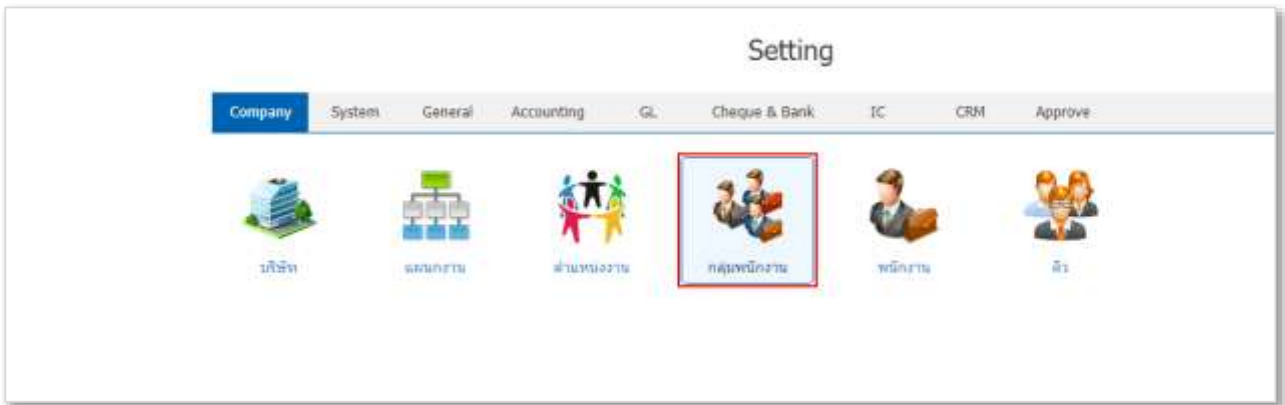 Setting
Company System General Accounting GL Cheque & Bank IC CRM Approve
บริษัท แผนกงาน ตำแหน่งงาน กลุ่มพนักงาน พนักงาน คิว